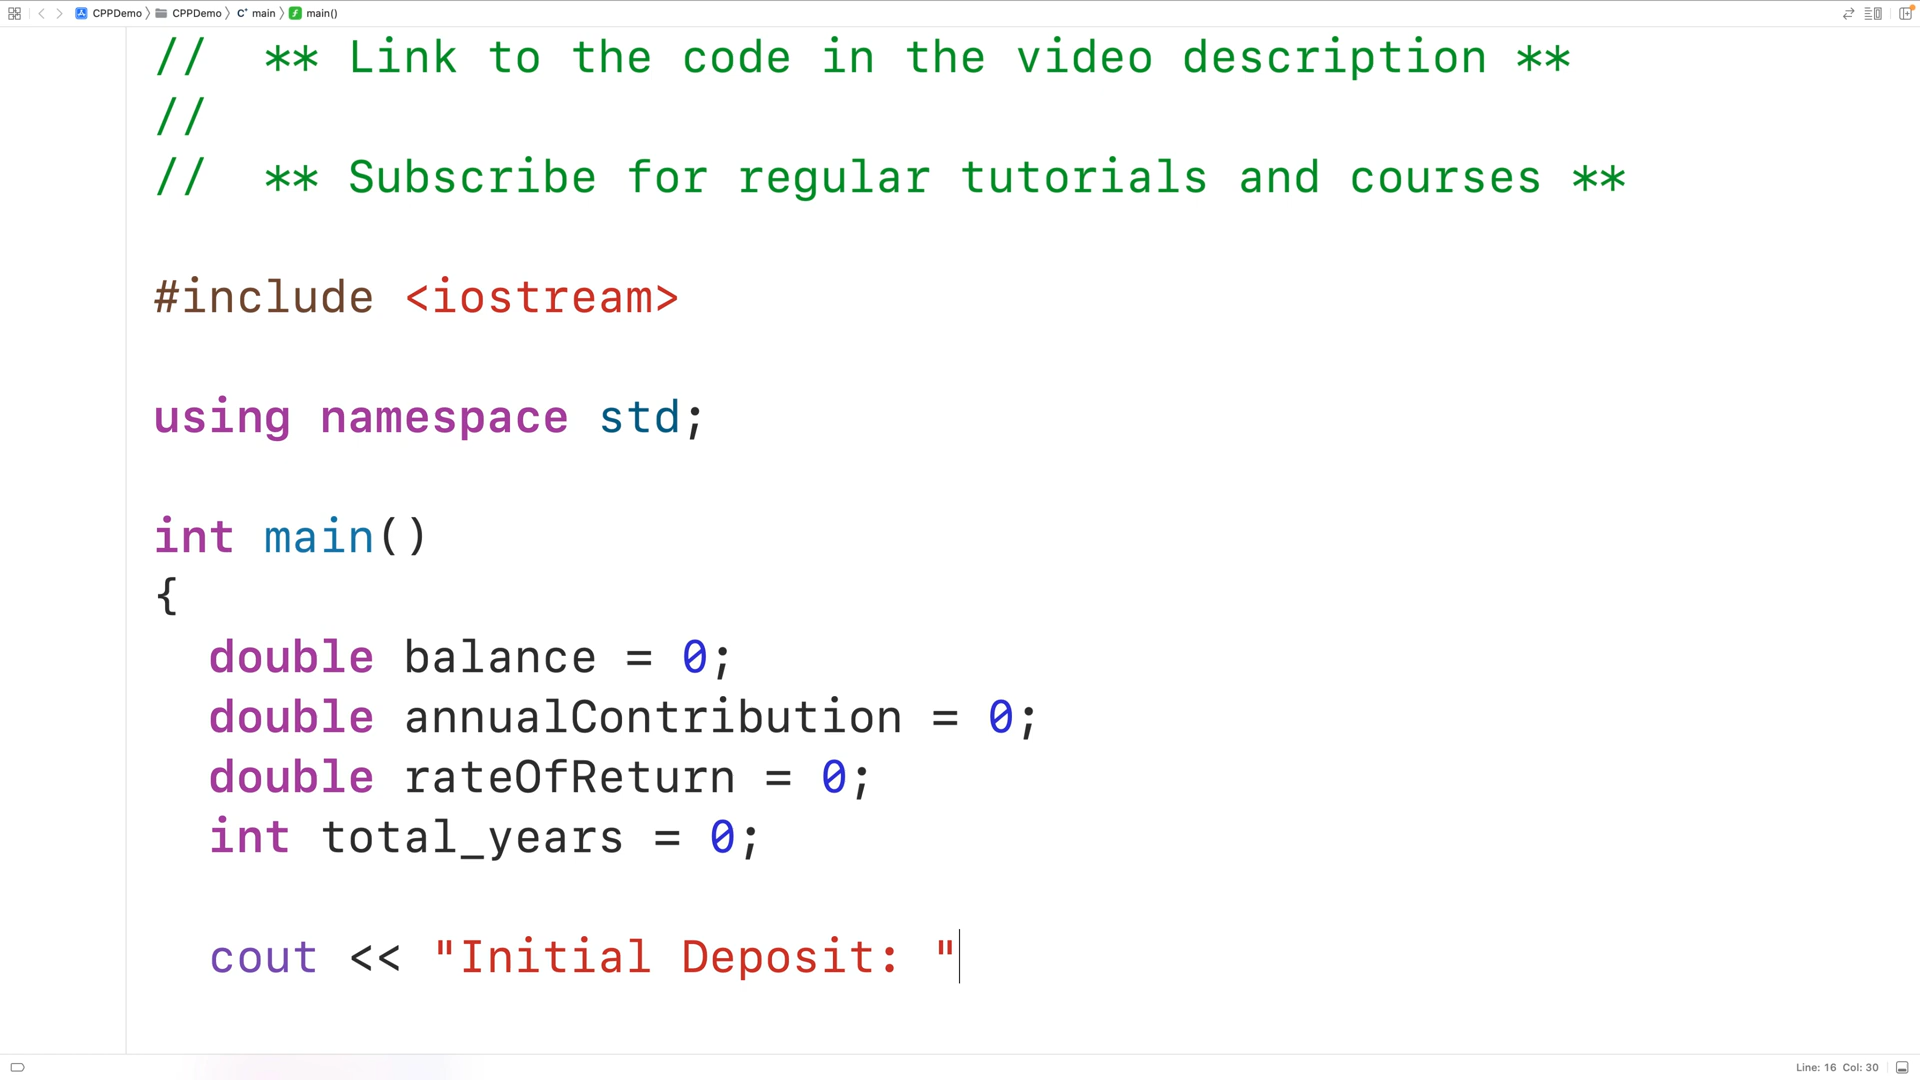 CPPDemo CPPDemo main main()
// ** Link to the code in the video description **
//
// ** Subscribe for regular tutorials and courses **
#include <iostream>
using namespace std;
int main()
{
double balance = 0;
double annualContribution = 0;
double rateOfReturn = 0;
int total_years = 0;
cout << "Initial Deposit: "
Line: 16 Col: 30